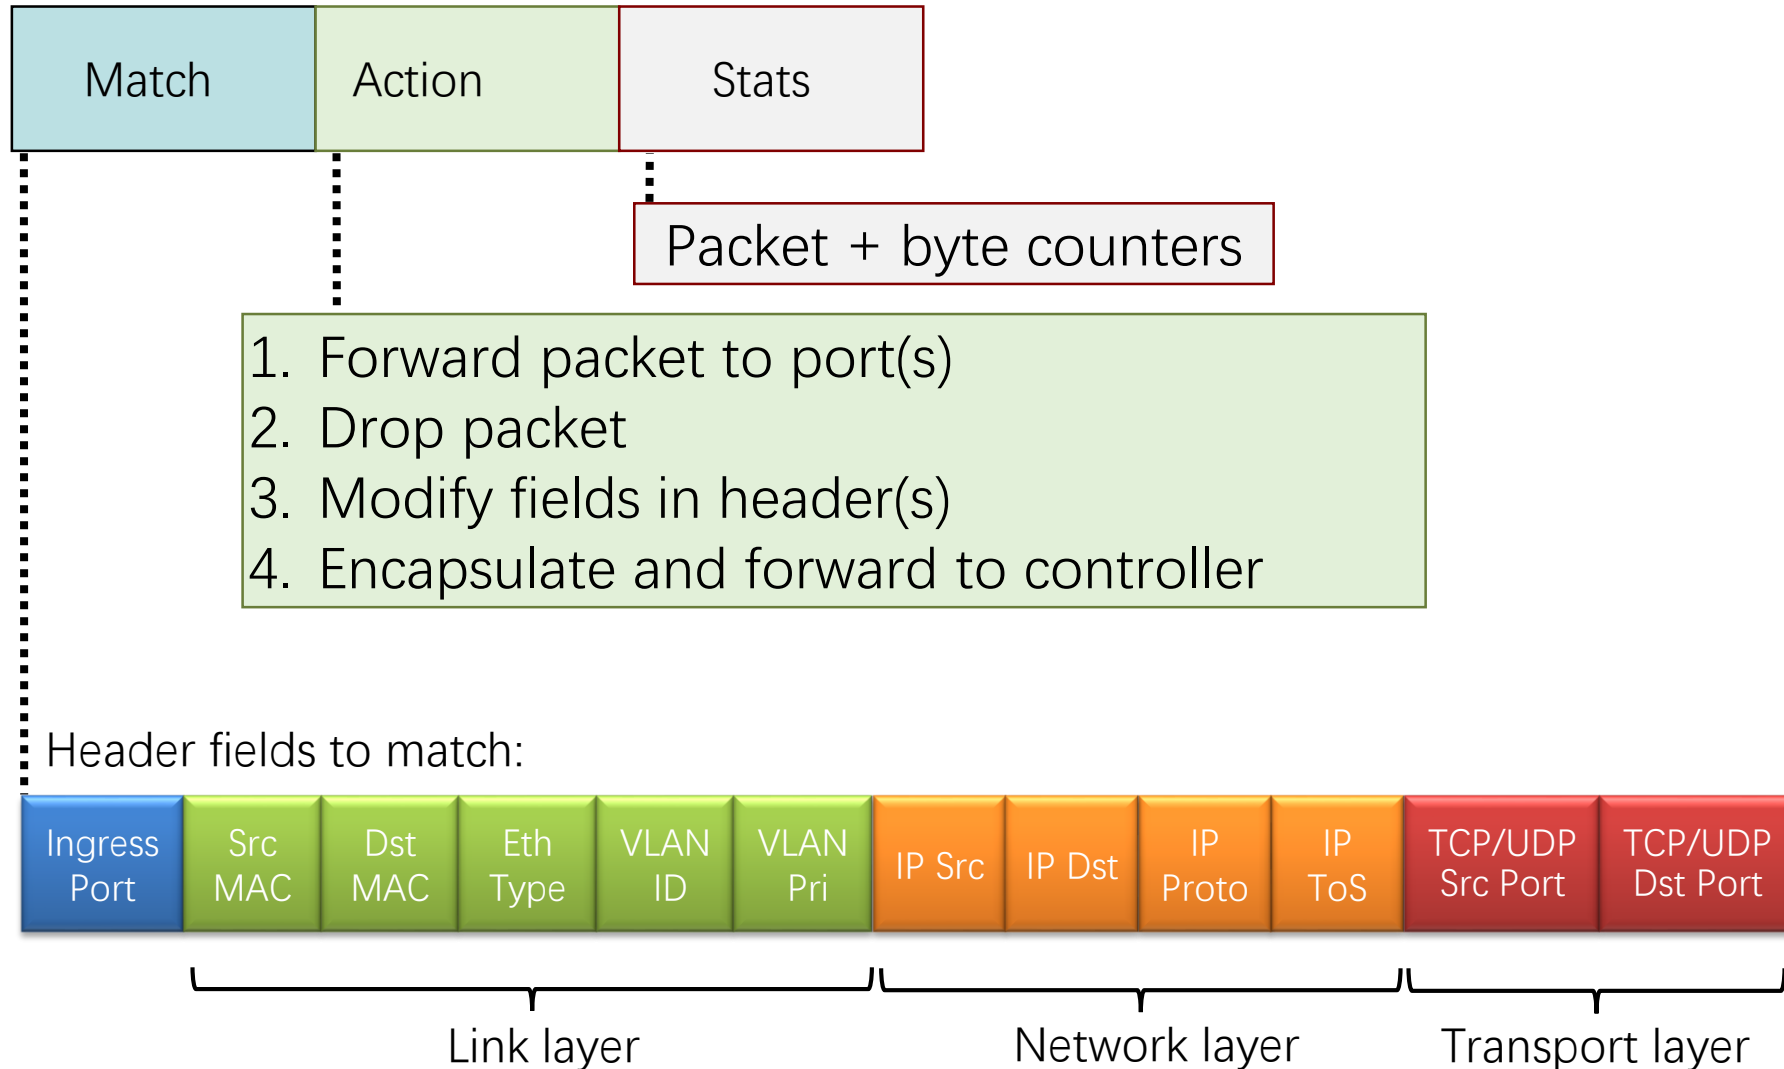 Match
Action
Stats
Packet + byte counters
1. Forward packet to port(s)
2. Drop packet
3. Modify fields in header(s)
4. Encapsulate and forward to controller
Header fields to match:
Ingress
Port
Src
MAC
Dst
MAC
Eth
Type
VLAN
ID
VLAN
Pri
IP Src
IP Dst
IP
Proto
IP
ToS
TCP/UDP
Src Port
TCP/UDP
Dst Port
Link layer
Network layer
Transport layer